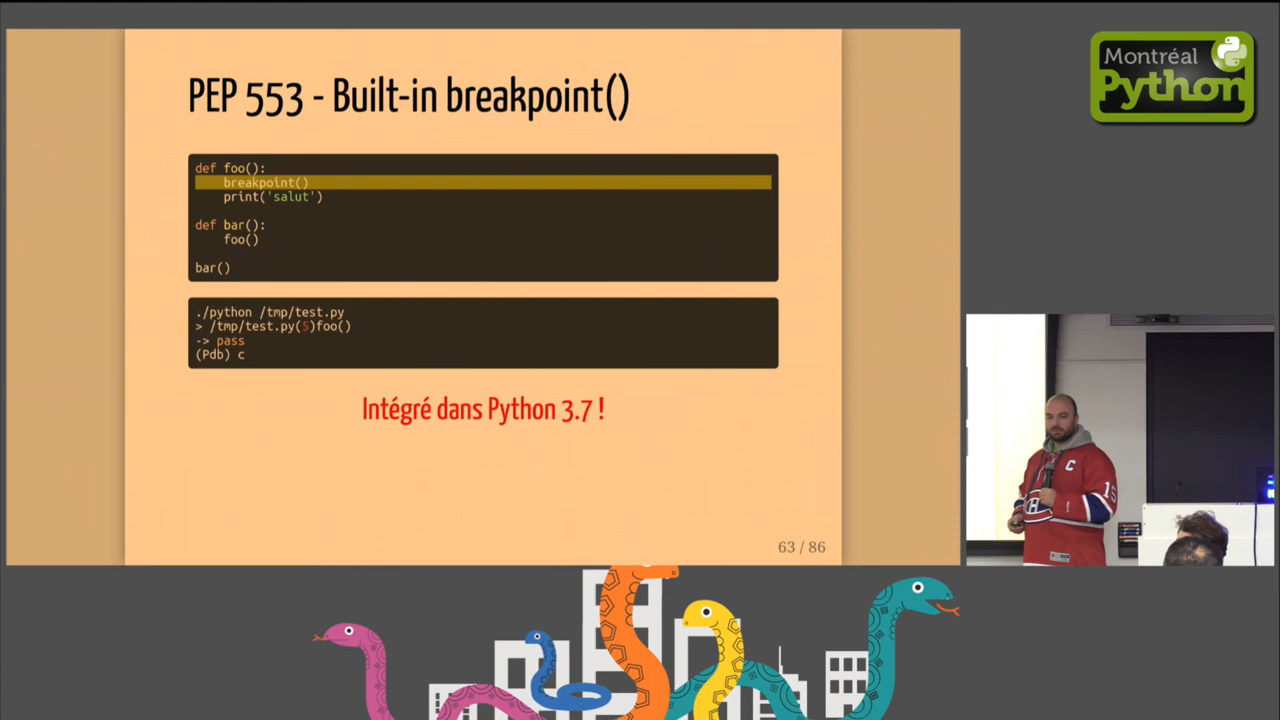 PEP 553 - Built-in breakpoint()
def foo():
    breakpoint()
    print('salut')
def bar():
    foo()
bar()
./python /tmp/test.py
> /tmp/test.py(5)foo()
-> pass
(Pdb) c
Intégré dans Python 3.7 !
63 / 86
Montréal
Python
C
15